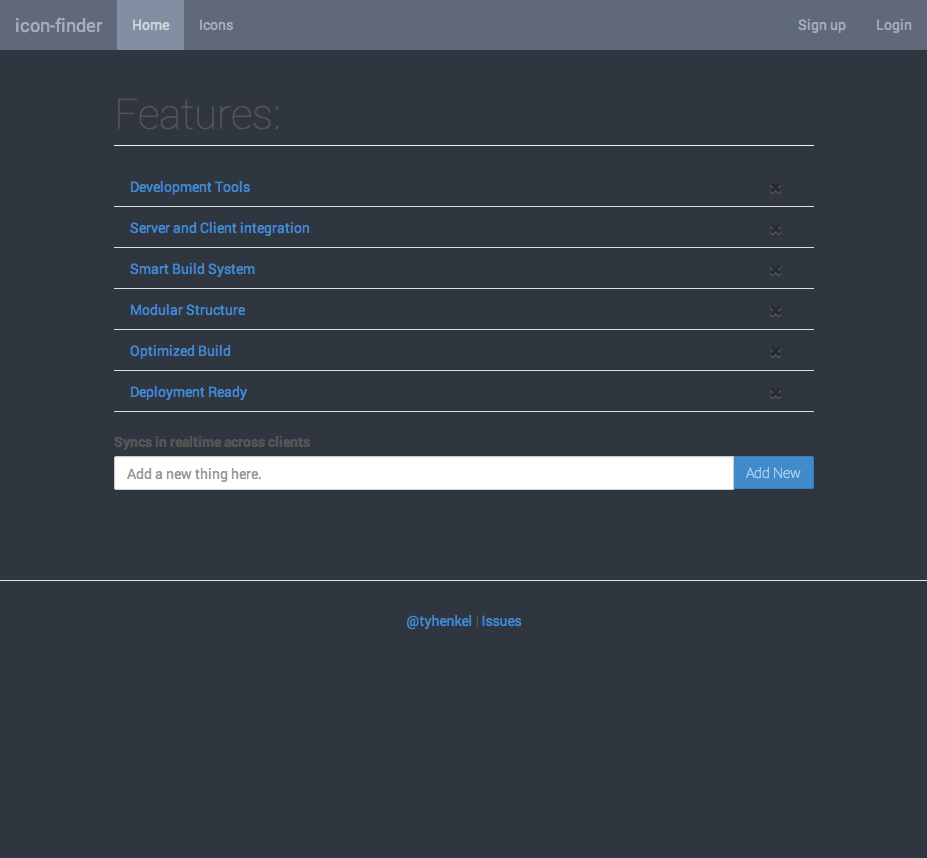 icon-finder Home Icons Sign up Login
Features:
Development Tools ×
Server and Client integration ×
Smart Build System ×
Modular Structure ×
Optimized Build ×
Deployment Ready ×
Syncs in realtime across clients
Add a new thing here. Add New
@tyhenkel | Issues